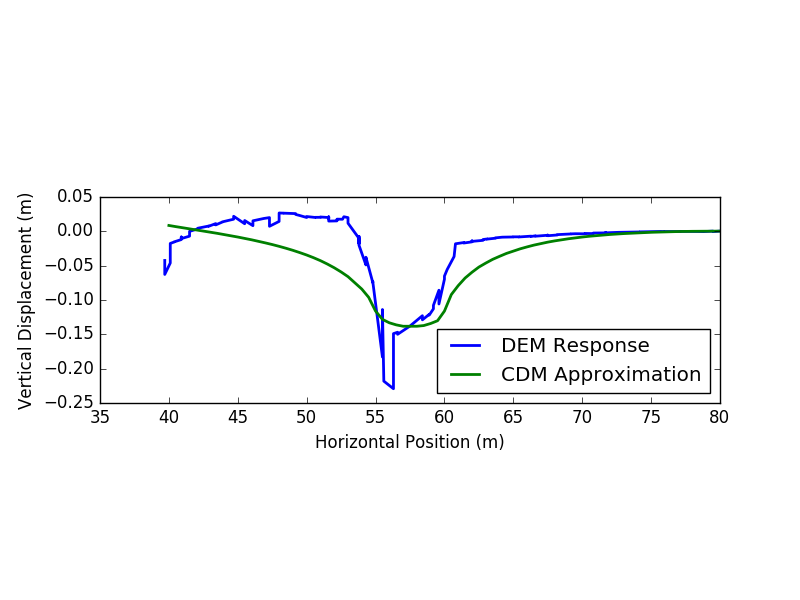 0.05
0.00
−0.05
−0.10
−0.15
−0.20
−0.25
Vertical Displacement (m)
DEM Response
CDM Approximation
35 40 45 50 55 60 65 70 75 80
Horizontal Position (m)